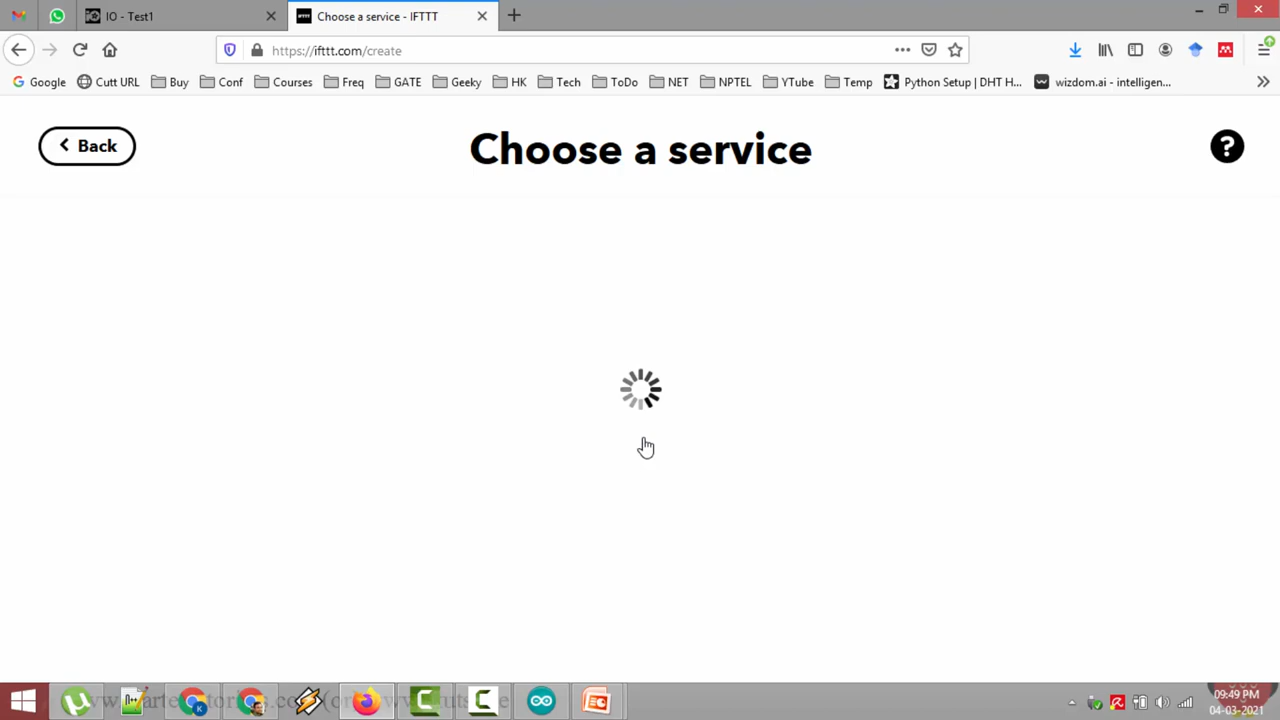 IO - Test1
Choose a service - IFTTT
https://ifttt.com/create
Google
Cutt URL
Buy
Conf
Courses
Freq
GATE
Geeky
HK
Tech
ToDo
NET
NPTEL
YTube
Temp
Python Setup | DHT H...
wizdom.ai - intelligen...
Back
Choose a service
?
09:49 PM
04-03-2021